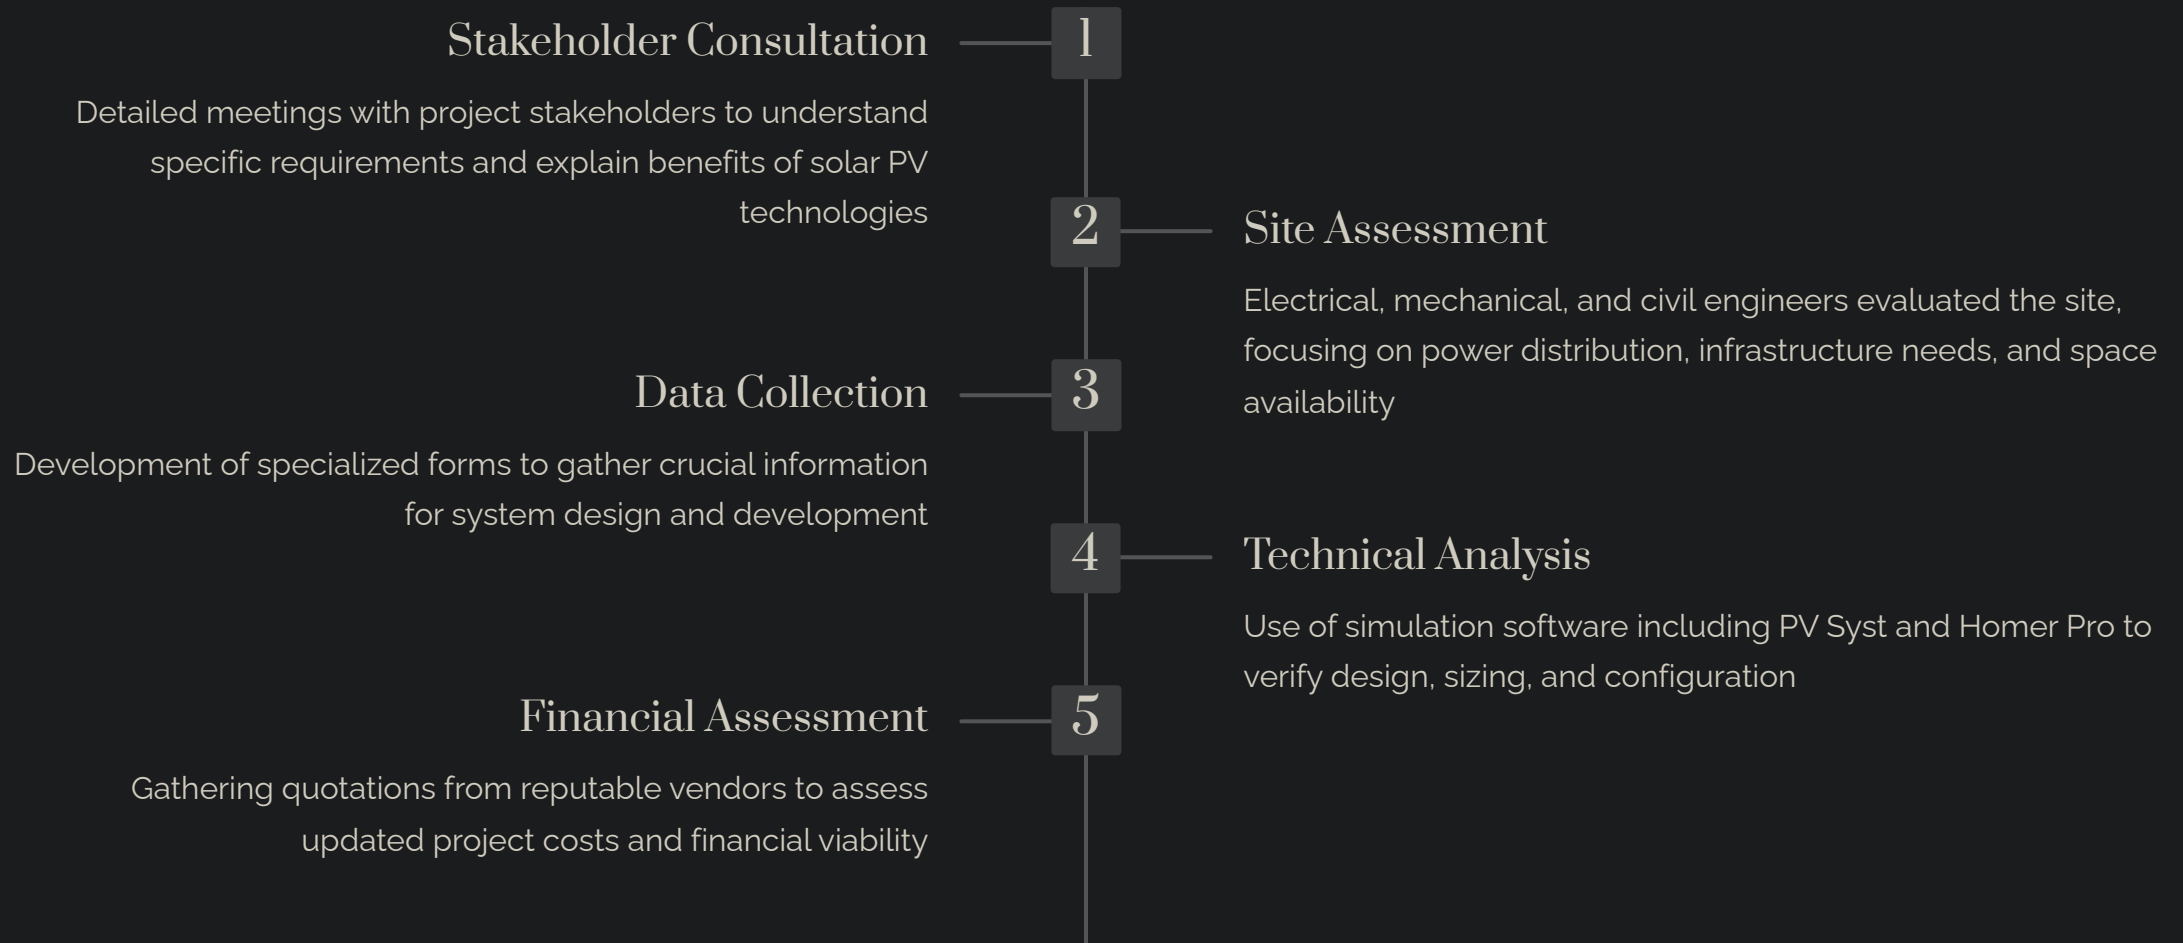 1
Stakeholder Consultation
Detailed meetings with project stakeholders to understand
specific requirements and explain benefits of solar PV
technologies
2
Site Assessment
Electrical, mechanical, and civil engineers evaluated the site,
focusing on power distribution, infrastructure needs, and space
availability
3
Data Collection
Development of specialized forms to gather crucial information
for system design and development
4
Technical Analysis
Use of simulation software including PV Syst and Homer Pro to
verify design, sizing, and configuration
5
Financial Assessment
Gathering quotations from reputable vendors to assess
updated project costs and financial viability